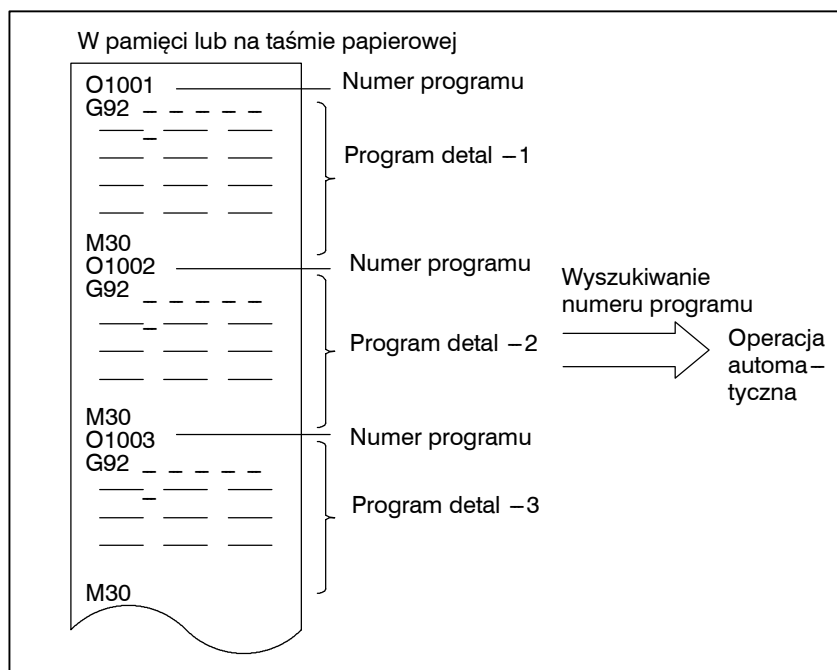 W pamięci lub na taśmie papierowej
O1001
Numer programu
G92
Program detal −1
M30
O1002
Numer programu
G92
Program detal −2
M30
O1003
Numer programu
G92
Program detal −3
M30
Wyszukiwanie
numeru programu
Operacja
automa−
tyczna